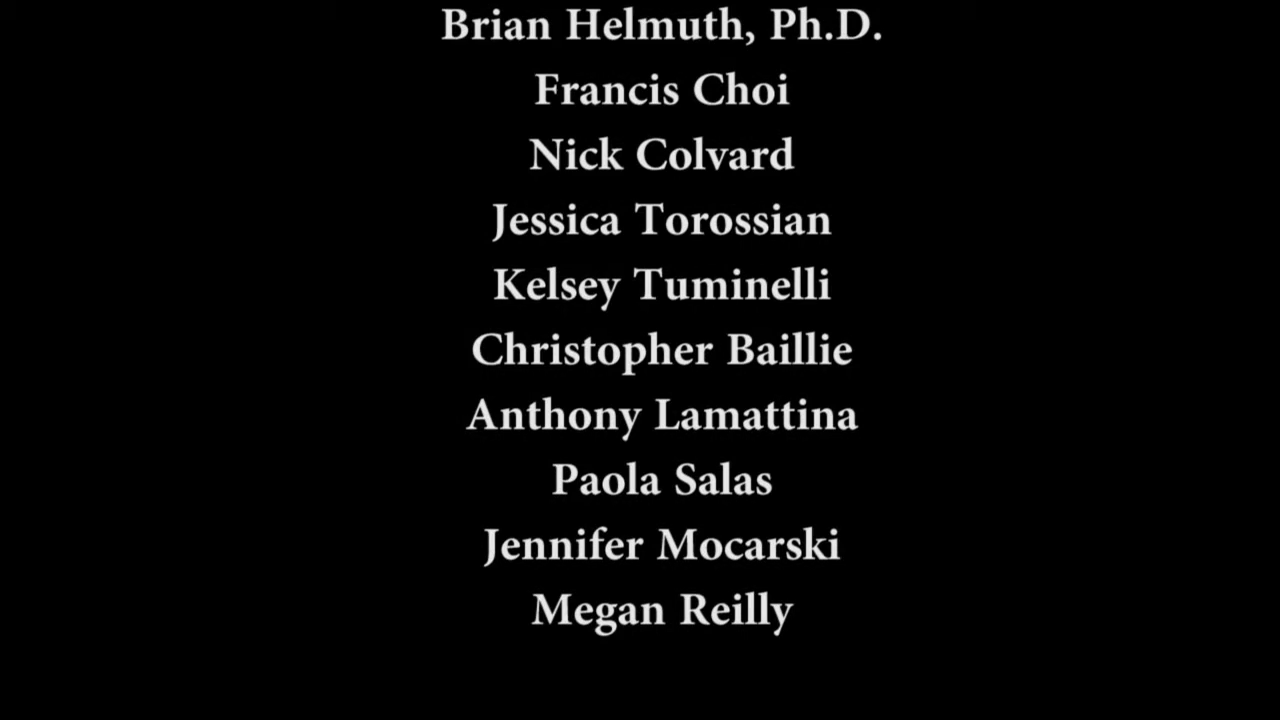 Brian Helmuth, Ph.D.
Francis Choi
Nick Colvard
Jessica Torossian
Kelsey Tuminelli
Christopher Baillie
Anthony Lamattina
Paola Salas
Jennifer Mocarski
Megan Reilly